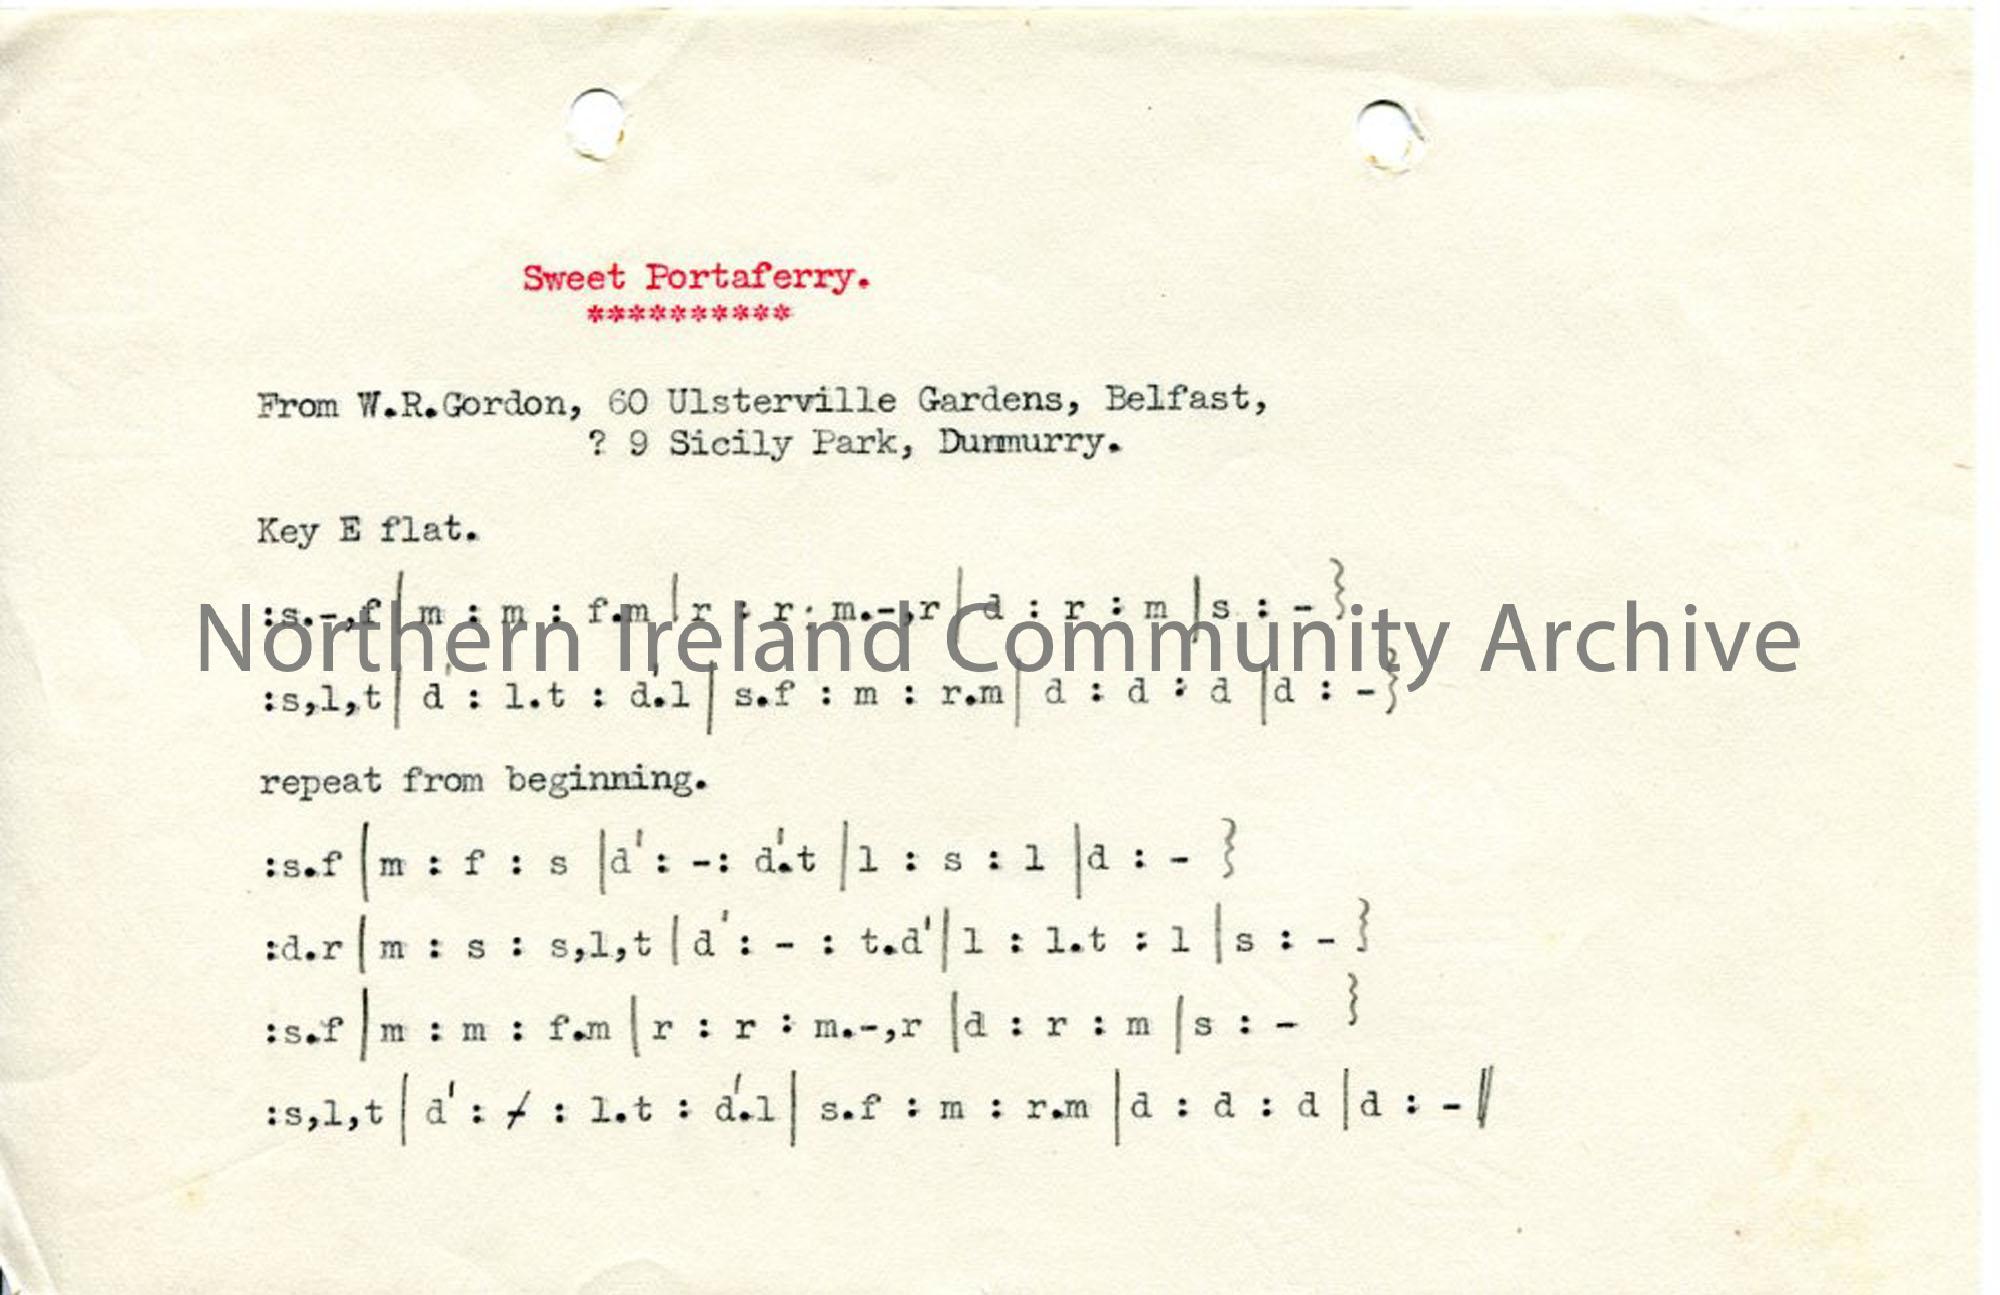 Sweet Portaferry.
**********
From W.R.Gordon, 60 Ulsterville Gardens, Belfast,
? 9 Sicily Park, Dunmurry.
Key E flat.
:s.-,f|m : m : f.m|r : r : m.-,r|d : r : m|s : -}
Northern Ireland Community Archive
:s,l,t|d' : l.t : d'.l|s.f : m : r.m|d : d : d|d : -}
repeat from beginning.
:s.f|m : f : s|d' : -: d'.t|l : s : l|d : - }
:d.r|m : s : s,l,t|d' : - : t.d'|l : l.t : l|s : -}
:s.f|m : m : f.m|r : r : m.-,r|d : r : m|s : - }
:s,l,t|d' : - : l.t : d'.l|s.f : m : r.m|d : d : d|d : -||